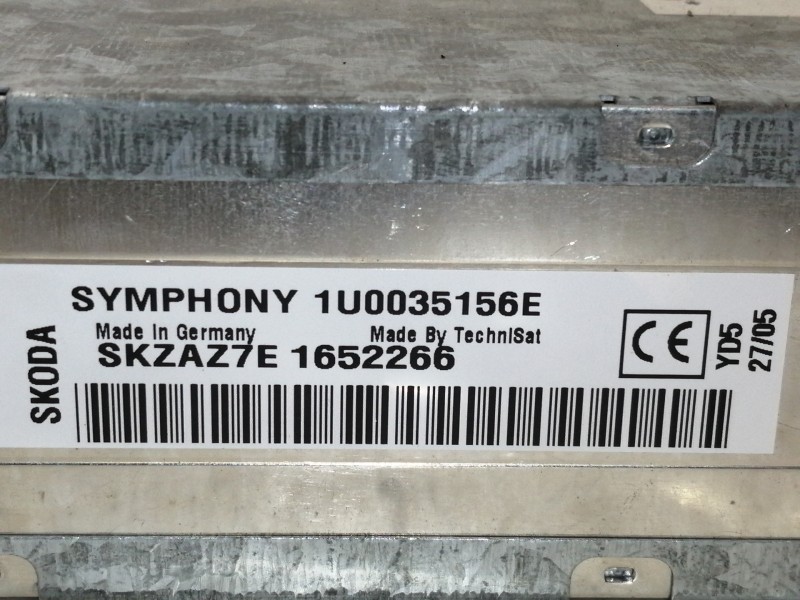 SKODA
SYMPHONY 1U0035156E
Made In Germany Made By TechniSat
SKZAZ7E 1652266
CE
YD5
27/05